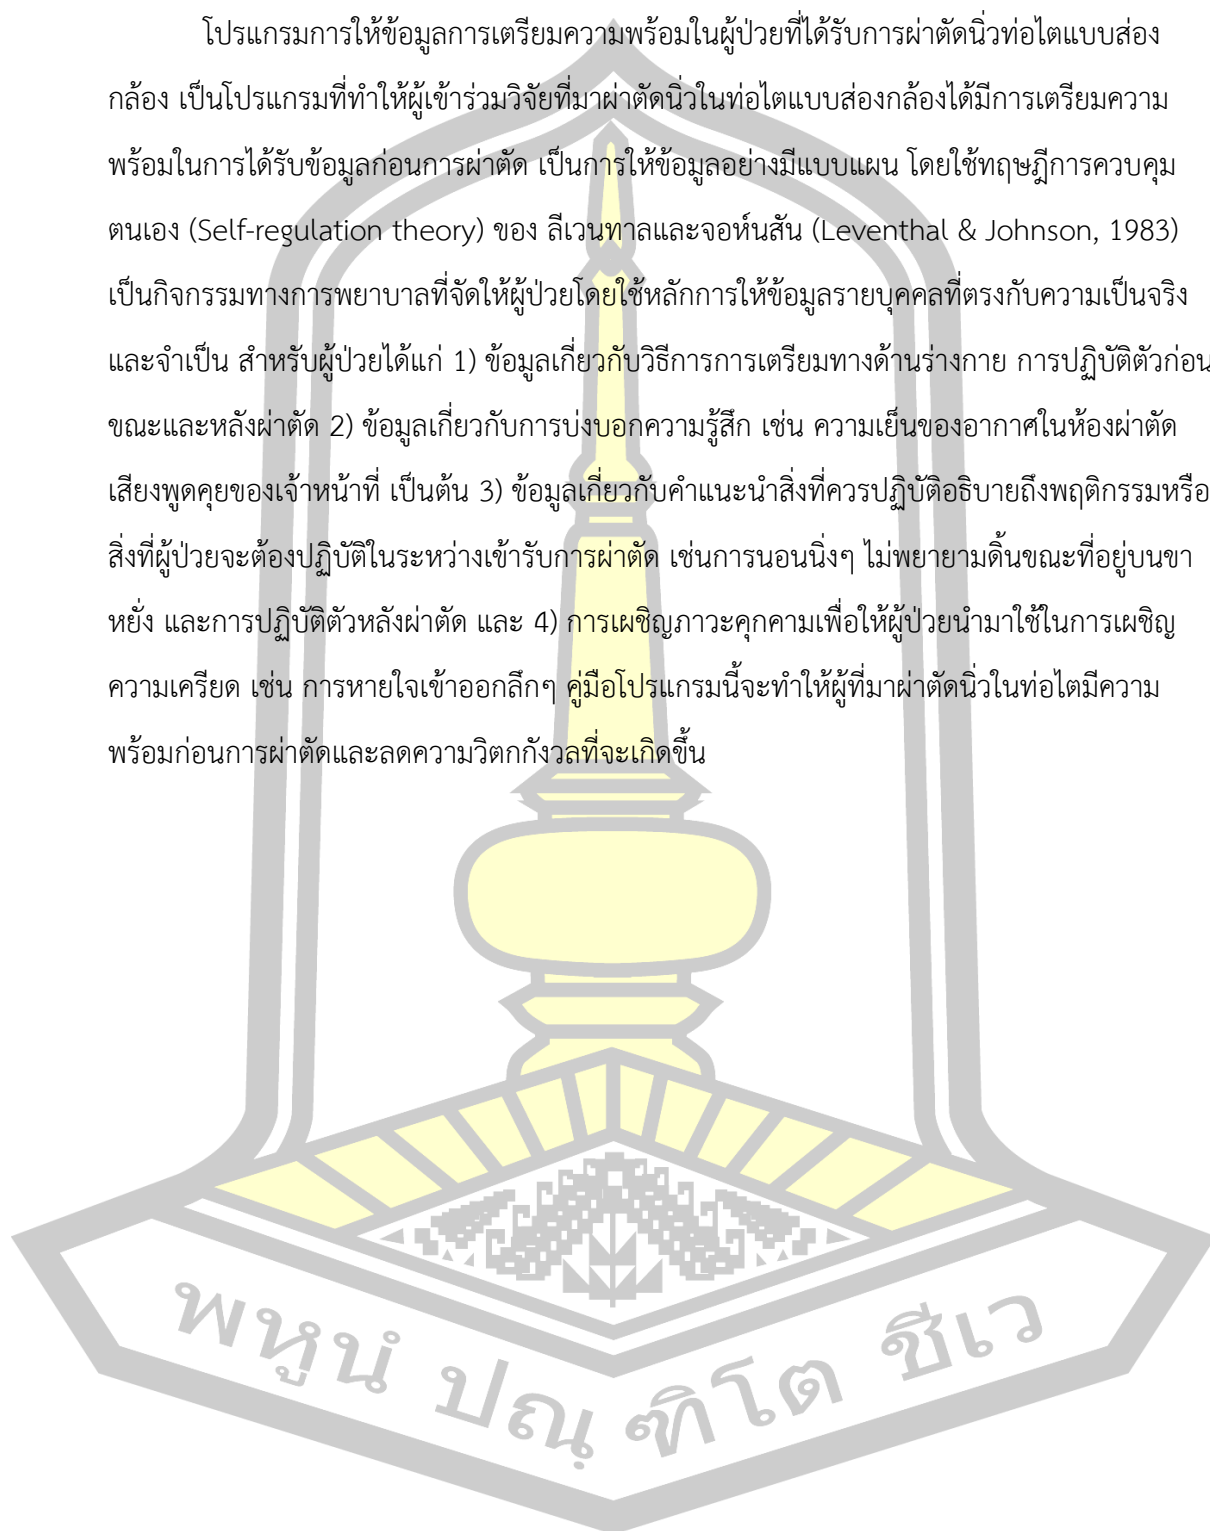 โปรแกรมการให้ข้อมูลการเตรียมความพร้อมในผู้ป่วยที่ได้รับการผ่าตัดนิ่วท่อไตแบบส่อง
กล้อง เป็นโปรแกรมที่ทำให้ผู้เข้าร่วมวิจัยที่มาผ่าตัดนิ่วในท่อไตแบบส่องกล้องได้มีการเตรียมความ
พร้อมในการได้รับข้อมูลก่อนการผ่าตัด เป็นการให้ข้อมูลอย่างมีแบบแผน โดยใช้ทฤษฎีการควบคุม
ตนเอง (Self-regulation theory) ของ ลีเวนทาลและจอห์นสัน (Leventhal & Johnson, 1983)
เป็นกิจกรรมทางการพยาบาลที่จัดให้ผู้ป่วยโดยใช้หลักการให้ข้อมูลรายบุคคลที่ตรงกับความเป็นจริง
และจำเป็น สำหรับผู้ป่วยได้แก่ 1) ข้อมูลเกี่ยวกับวิธีการการเตรียมทางด้านร่างกาย การปฏิบัติตัวก่อน
ขณะและหลังผ่าตัด 2) ข้อมูลเกี่ยวกับการบ่งบอกความรู้สึก เช่น ความเย็นของอากาศในห้องผ่าตัด
เสียงพูดคุยของเจ้าหน้าที่ เป็นต้น 3) ข้อมูลเกี่ยวกับคำแนะนำสิ่งที่ควรปฏิบัติอธิบายถึงพฤติกรรมหรือ
สิ่งที่ผู้ป่วยจะต้องปฏิบัติในระหว่างเข้ารับการผ่าตัด เช่นการนอนนิ่งๆ ไม่พยายามดิ้นขณะที่อยู่บนขา
หยั่ง และการปฏิบัติตัวหลังผ่าตัด และ 4) การเผชิญภาวะคุกคามเพื่อให้ผู้ป่วยนำมาใช้ในการเผชิญ
ความเครียด เช่น การหายใจเข้าออกลึกๆ คู่มือโปรแกรมนี้จะทำให้ผู้ที่มาผ่าตัดนิ่วในท่อไตมีความ
พร้อมก่อนการผ่าตัดและลดความวิตกกังวลที่จะเกิดขึ้น
พหูนํ ปณฺฑิโต ชีเว